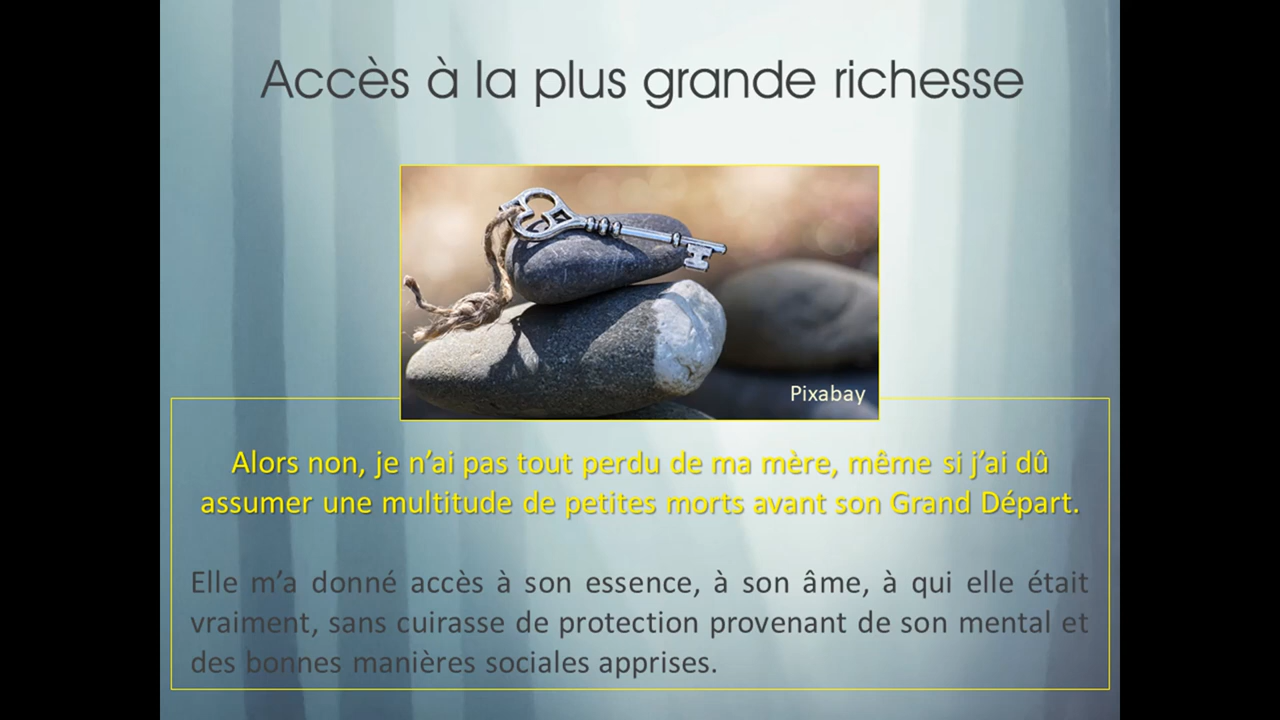 Accès à la plus grande richesse
Pixabay
Alors non, je n’ai pas tout perdu de ma mère, même si j’ai dû
assumer une multitude de petites morts avant son Grand Départ.
Elle m’a donné accès à son essence, à son âme, à qui elle était
vraiment, sans cuirasse de protection provenant de son mental et
des bonnes manières sociales apprises.